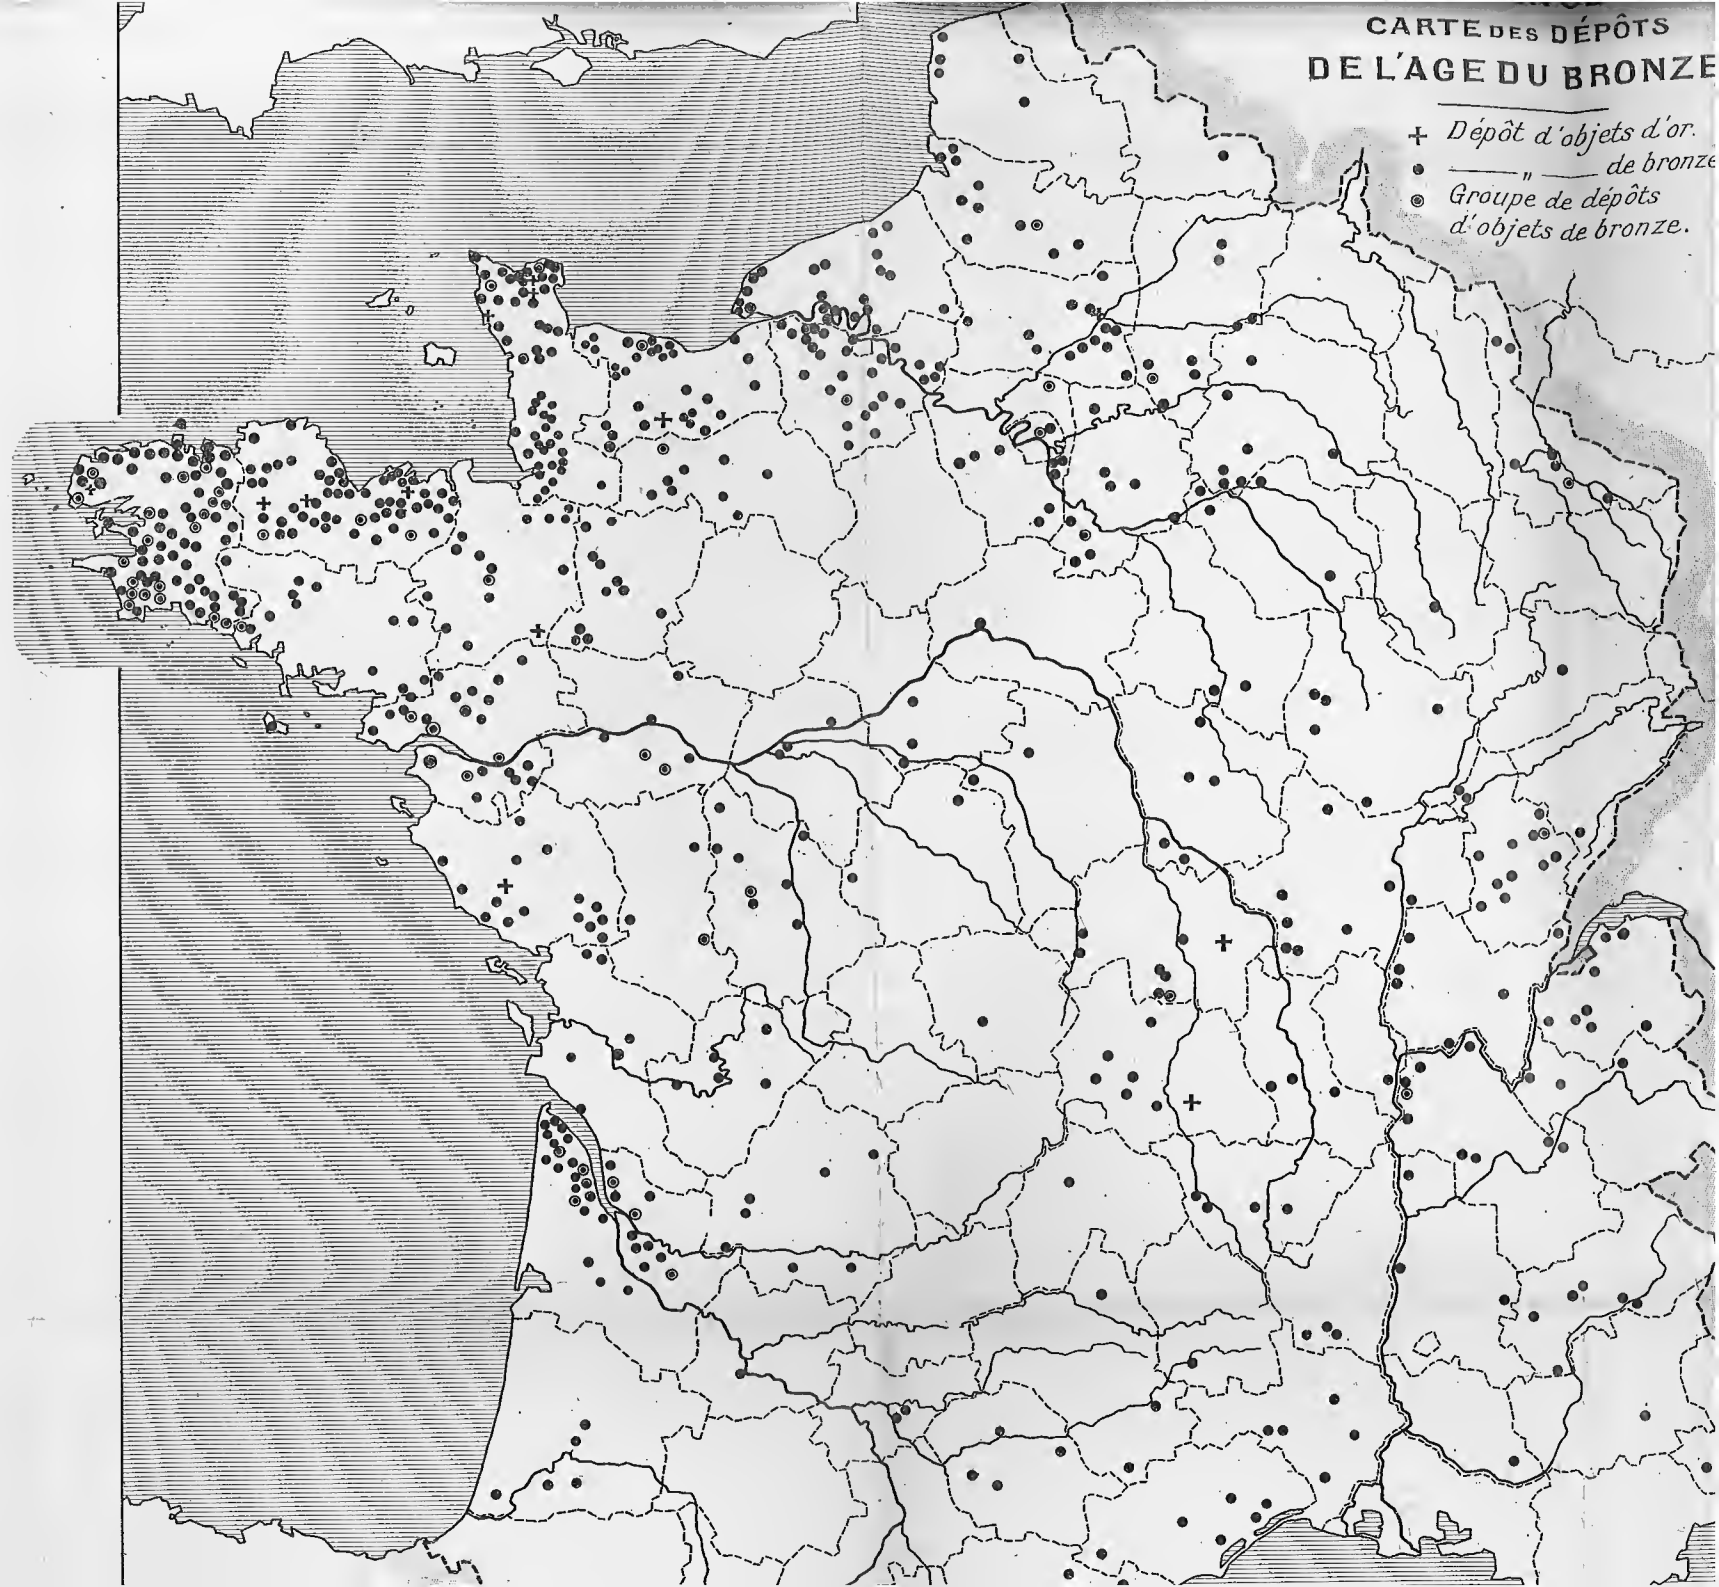 CARTE DES DÉPÔTS
DE L'AGE DU BRONZE
Dépôt d'objets d'or.
〃 de bronze
Groupe de dépôts
d'objets de bronze.